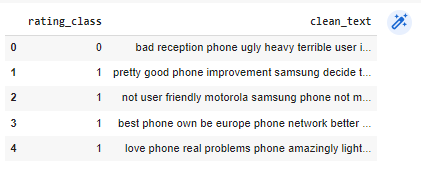 rating_class clean_text
0 0 bad reception phone ugly heavy terrible user i...
1 1 pretty good phone improvement samsung decide t...
2 1 not user friendly motorola samsung phone not m...
3 1 best phone own be europe phone network better ...
4 1 love phone real problems phone amazingly light...